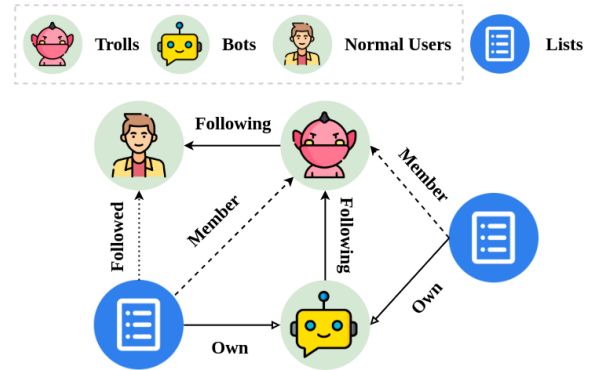 Trolls
Bots
Normal Users
Lists
Following
Member
Followed
Member
Following
Own
Own